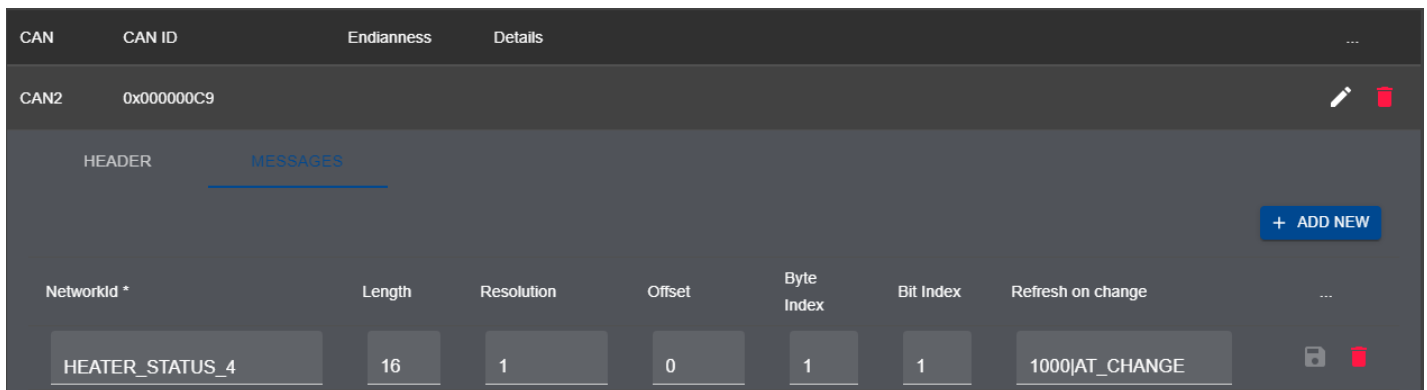 CAN CAN ID Endianness Details ...
CAN2 0x000000C9
HEADER MESSAGES
+ ADD NEW
NetworkId * Length Resolution Offset Byte Index Bit Index Refresh on change ...
HEATER_STATUS_4 16 1 0 1 1 1000|AT_CHANGE